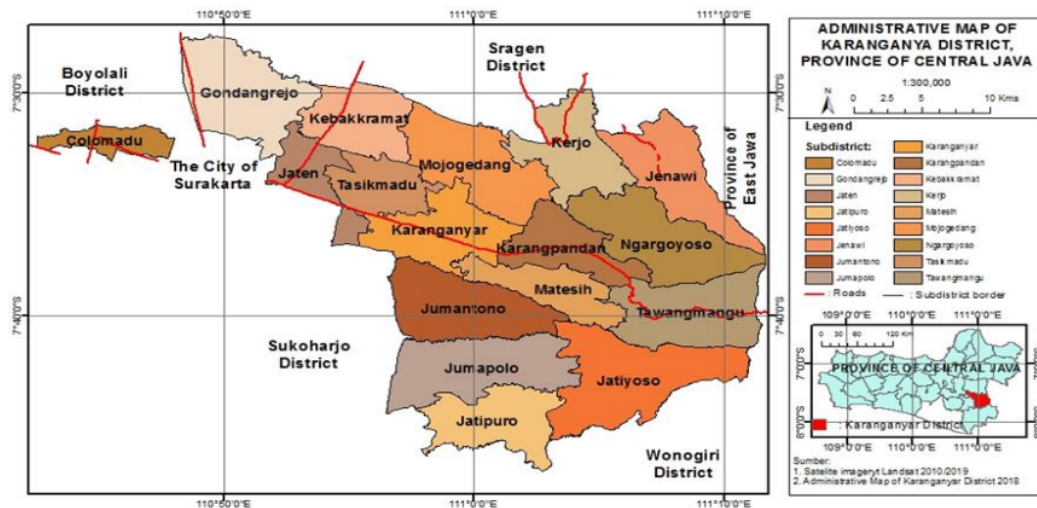 110°50'0"E 111°0'0"E 111°10'0"E
7°30'0"S
7°40'0"S
Boyolali
District
Sragen
District
Gondangrejo
Kebakkramat
Colomadu
The City of
Surakarta
Jaten
Tasikmadu
Mojogedang
Kerjo
Jenawi
Province of
East Jawa
Karanganyar
Karangpandan
Ngargoyoso
Matesih
Jumantono
Tawangmangu
Sukoharjo
District
Jumapolo
Jatiyoso
Jatipuro
Wonogiri
District
7°30'0"S
7°40'0"S
110°50'0"E 111°0'0"E 111°10'0"E
ADMINISTRATIVE MAP OF
KARANGANYA DISTRICT,
PROVINCE OF CENTRAL JAVA
1:300,000
N
0 2.5 5 10 Kms
Legend
Subdistrict:
Colomadu
Gondangrejo
Jaten
Jatipuro
Jatiyoso
Jenawi
Jumantono
Jumapolo
Karanganyar
Karangpandan
Kebakkramat
Kerjo
Matesih
Mojogedang
Ngargoyoso
Tasikmadu
Tawangmangu
: Roads : Subdistrict border
109°0'0"E 110°0'0"E 111°0'0"E
0 30 60 120 KM
7°0'0"S
8°0'0"S
PROVINCE OF CENTRAL JAVA
: Karanganyar District
7°0'0"S
8°0'0"S
109°0'0"E 110°0'0"E 111°0'0"E
Sumber:
1. Satelite imageryt Landsat 2010/2019
2. Administrative Map of Karanganyar District 2018